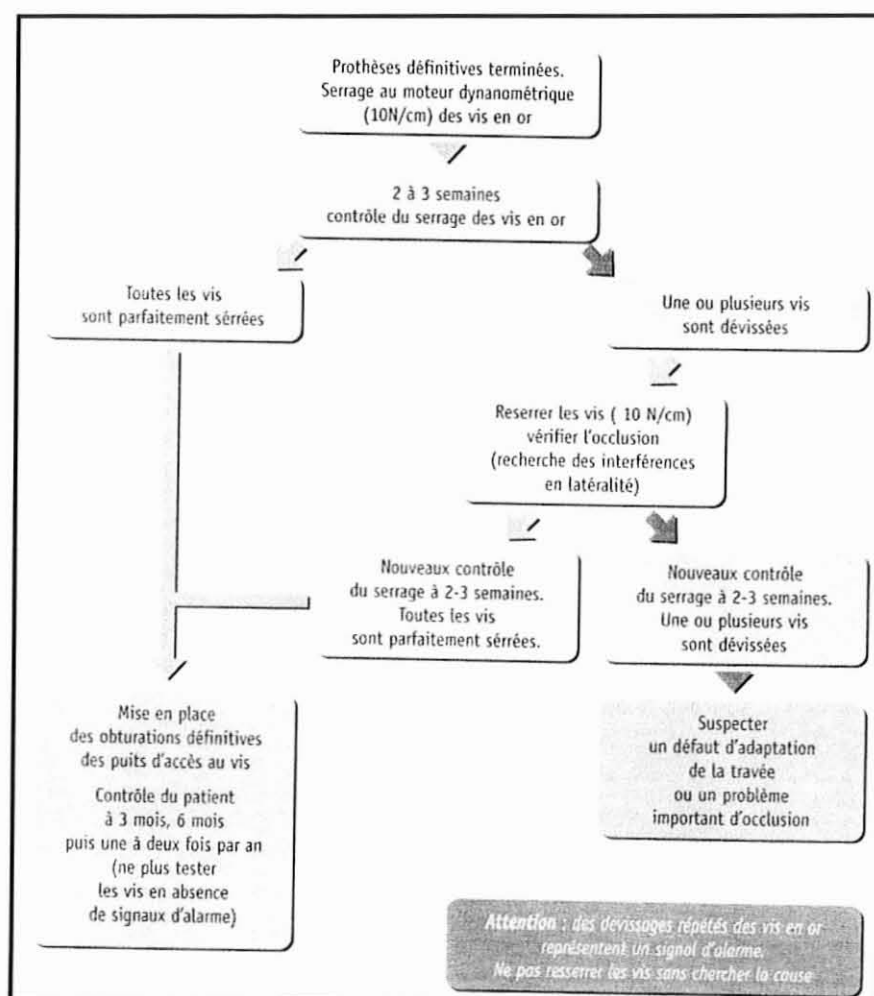 Prothèses définitives terminées.
Serrage au moteur dynanométrique
(10N/cm) des vis en or
2 à 3 semaines
contrôle du serrage des vis en or
Toutes les vis
sont parfaitement sérrées
Une ou plusieurs vis
sont dévissées
Reserrer les vis ( 10 N/cm)
vérifier l'occlusion
(recherche des interférences
en latéralité)
Nouveaux contrôle
du serrage à 2-3 semaines.
Toutes les vis
sont parfaitement sérrées.
Nouveaux contrôle
du serrage à 2-3 semaines.
Une ou plusieurs vis
sont dévissées
Mise en place
des obturations définitives
des puits d'accès au vis
Contrôle du patient
à 3 mois, 6 mois
puis une à deux fois par an
(ne plus tester
les vis en absence
de signaux d'alarme)
Suspecter
un défaut d'adaptation
de la travée
ou un problème
important d'occlusion
Attention : des devissages répétés des vis en or
représentent un signal d'alarme.
Ne pas resserrer les vis sans chercher la cause